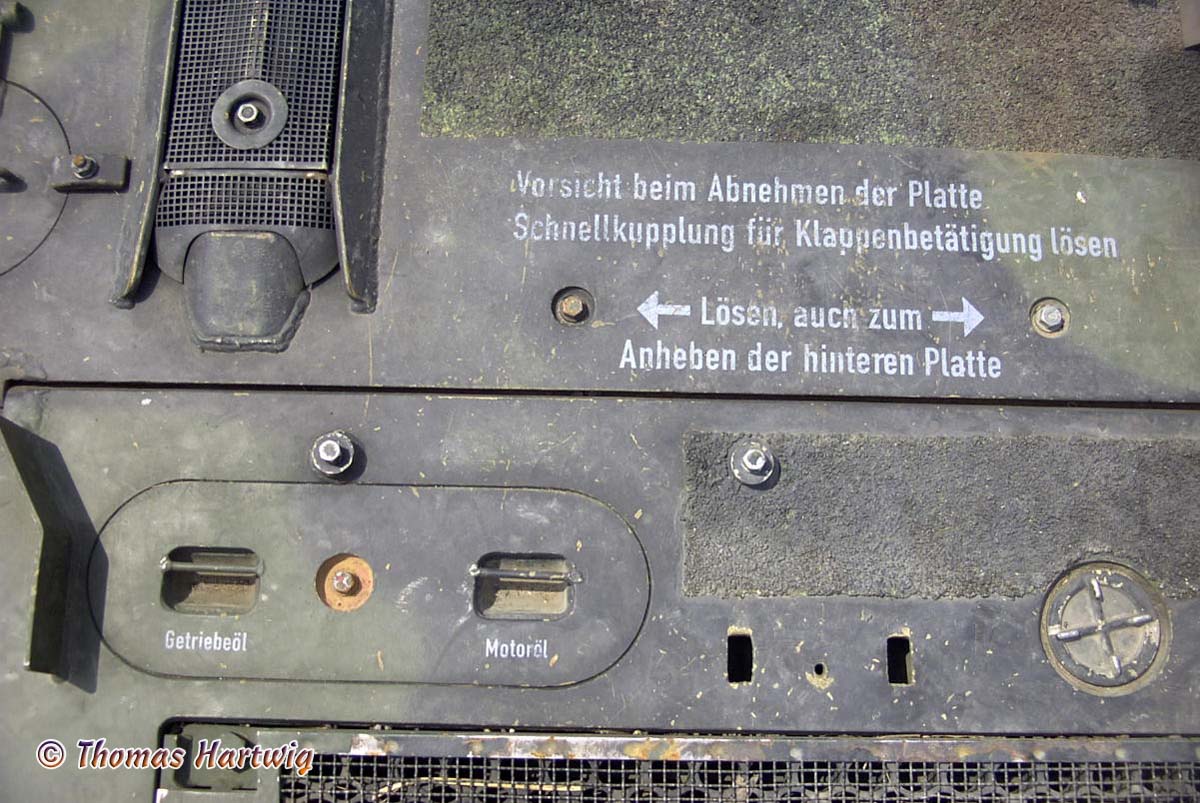 Vorsicht beim Abnehmen der Platte
Schnellkupplung für Klappenbetätigung lösen
Lösen, auch zum
Anheben der hinteren Platte
Getriebeöl
Motoröl
© Thomas Hartwig